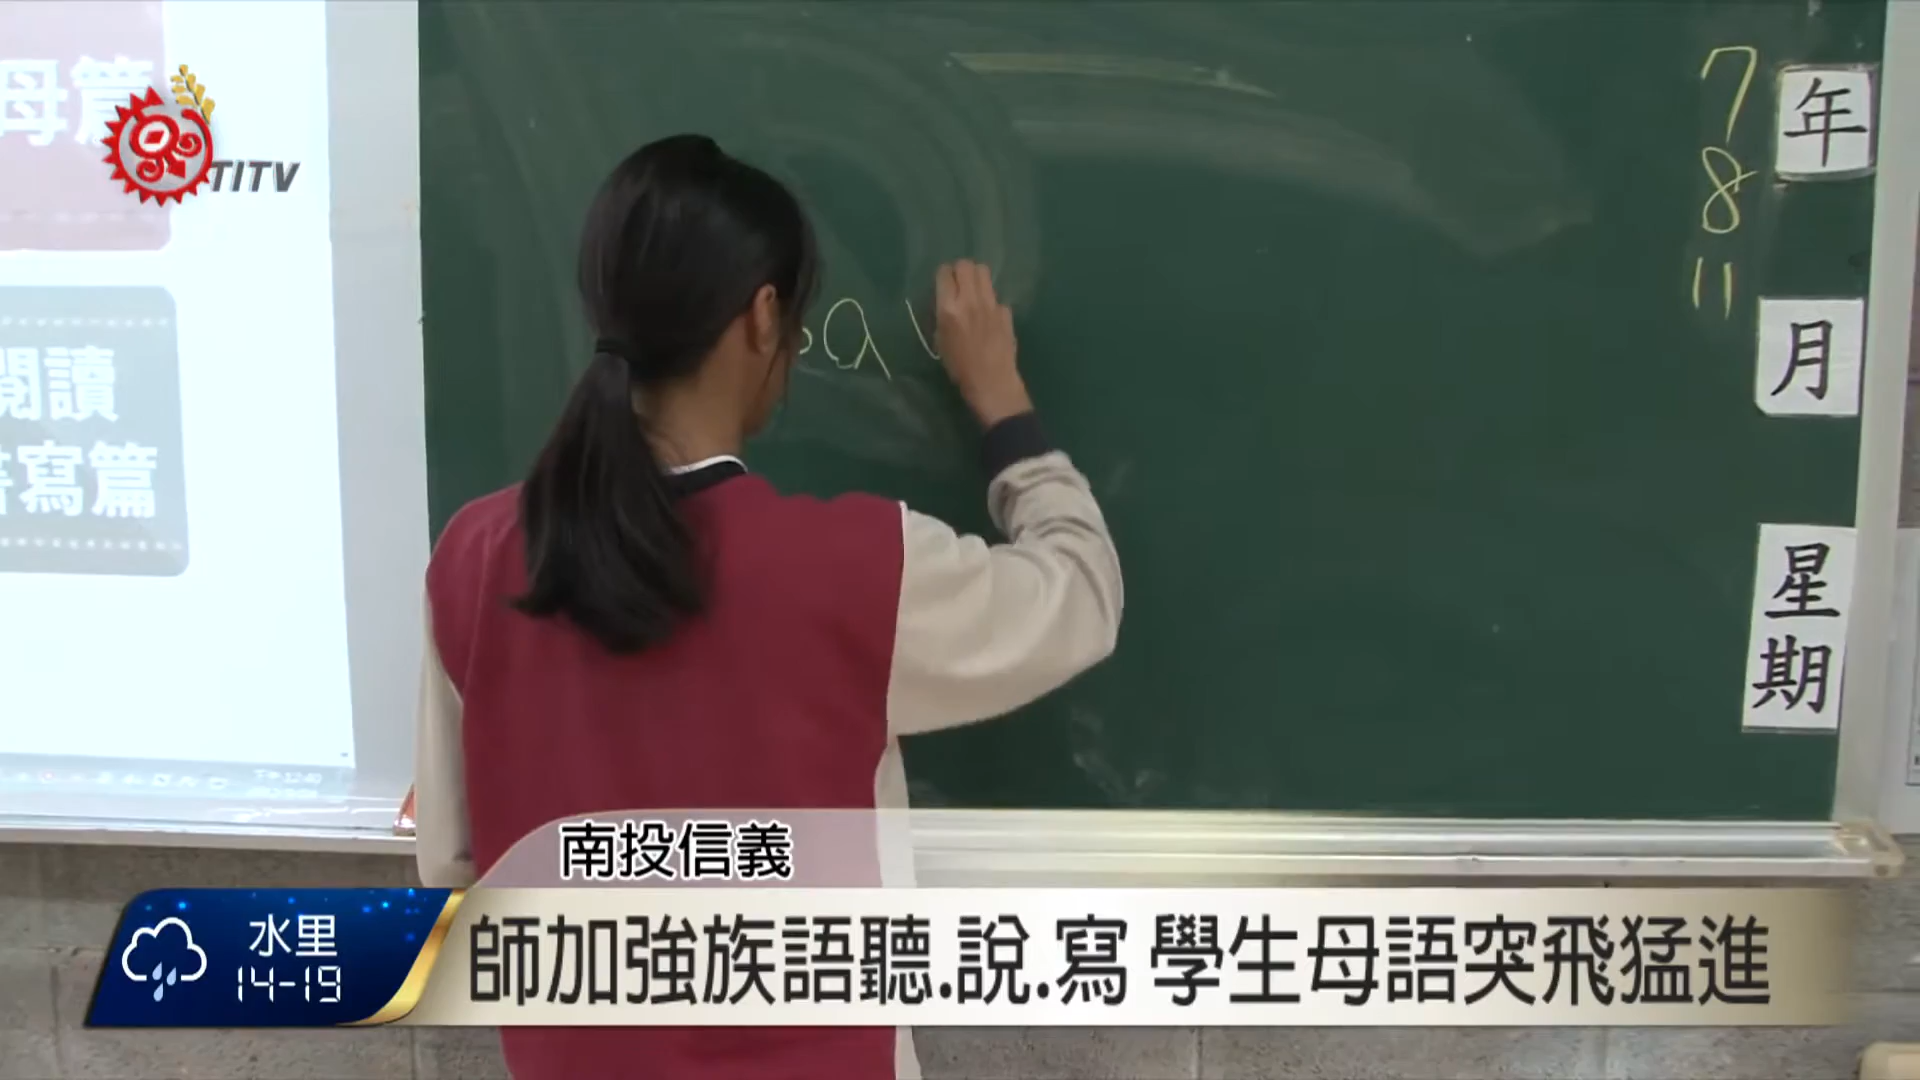 母篇
TITV
閱讀
書寫篇
7
8
11
年
月
星期
a
南投信義
水里
14-19
師加強族語聽.說.寫 學生母語突飛猛進